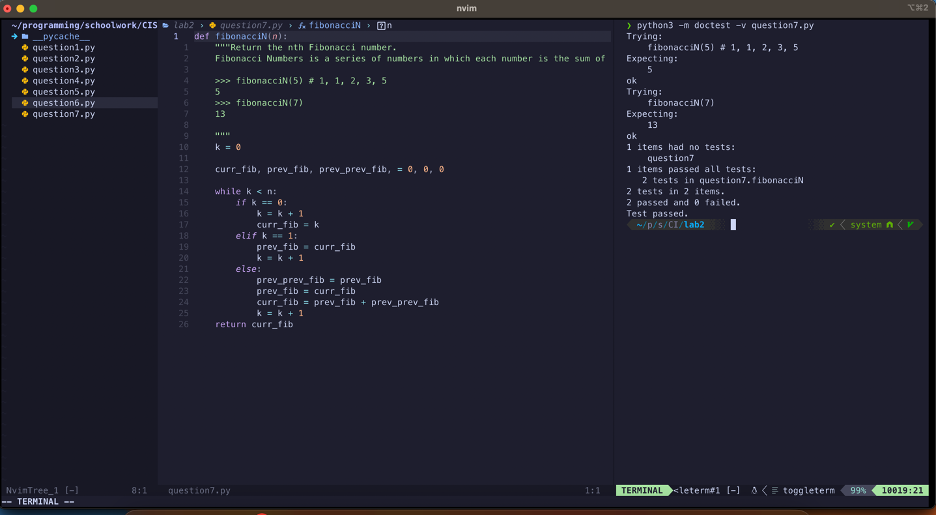 nvim
⌥⌘2
~/programming/schoolwork/CIS
__pycache__
question1.py
question2.py
question3.py
question4.py
question5.py
question6.py
question7.py
lab2 › question7.py › fibonacciN › n
1 def fibonacciN(n):
1 """Return the nth Fibonacci number.
2 Fibonacci Numbers is a series of numbers in which each number is the sum of
3
4 >>> fibonacciN(5) # 1, 1, 2, 3, 5
5 5
6 >>> fibonacciN(7)
7 13
8
9 """
10 k = 0
11
12 curr_fib, prev_fib, prev_prev_fib, = 0, 0, 0
13
14 while k < n:
15 if k == 0:
16 k = k + 1
17 curr_fib = k
18 elif k == 1:
19 prev_fib = curr_fib
20 k = k + 1
21 else:
22 prev_prev_fib = prev_fib
23 prev_fib = curr_fib
24 curr_fib = prev_fib + prev_prev_fib
25 k = k + 1
26 return curr_fib
❯ python3 -m doctest -v question7.py
Trying:
fibonacciN(5) # 1, 1, 2, 3, 5
Expecting:
5
ok
Trying:
fibonacciN(7)
Expecting:
13
ok
1 items had no tests:
question7
1 items passed all tests:
2 tests in question7.fibonacciN
2 tests in 2 items.
2 passed and 0 failed.
Test passed.
~/p/s/CI/lab2 ✔ system
NvimTree_1 [-] 8:1 question7.py 1:1 TERMINAL <leterm#1 [-] toggleterm 99% 10019:21
-- TERMINAL --